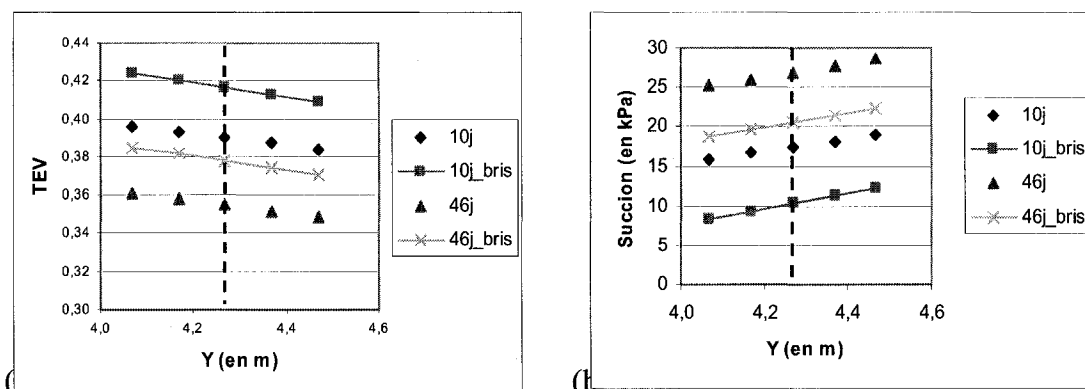 0,44
0,42
0,40
0,38
0,36
0,34
0,32
0,30
TEV
4,0 4,2 4,4 4,6
Y (en m)
10j
10j_bris
46j
46j_bris
(
30
25
20
15
10
5
0
Succion (en kPa)
4,0 4,2 4,4 4,6
Y (en m)
10j
10j_bris
46j
46j_bris